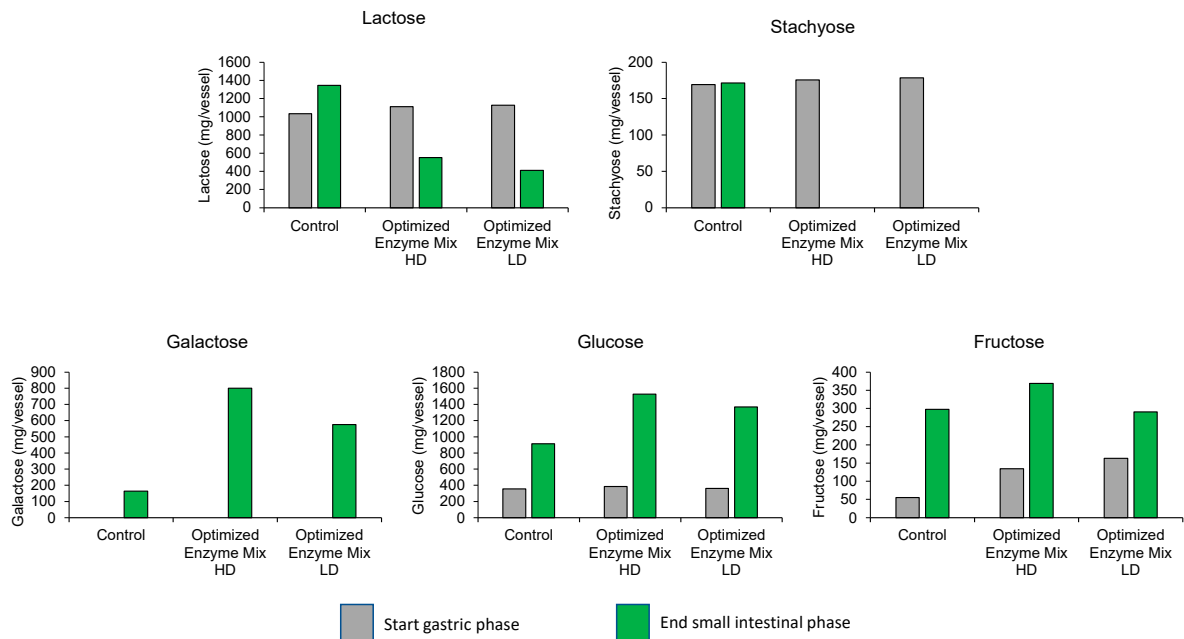 Lactose
Lactose (mg/vessel)
1600
1400
1200
1000
800
600
400
200
0
Control
Optimized
Enzyme Mix
HD
Optimized
Enzyme Mix
LD
Stachyose
Stachyose (mg/vessel)
200
150
100
50
0
Control
Optimized
Enzyme Mix
HD
Optimized
Enzyme Mix
LD
Galactose
Galactose (mg/vessel)
900
800
700
600
500
400
300
200
100
0
Control
Optimized
Enzyme Mix
HD
Optimized
Enzyme Mix
LD
Glucose
Glucose (mg/vessel)
1800
1600
1400
1200
1000
800
600
400
200
0
Control
Optimized
Enzyme Mix
HD
Optimized
Enzyme Mix
LD
Fructose
Fructose (mg/vessel)
400
350
300
250
200
150
100
50
0
Control
Optimized
Enzyme Mix
HD
Optimized
Enzyme Mix
LD
Start gastric phase
End small intestinal phase